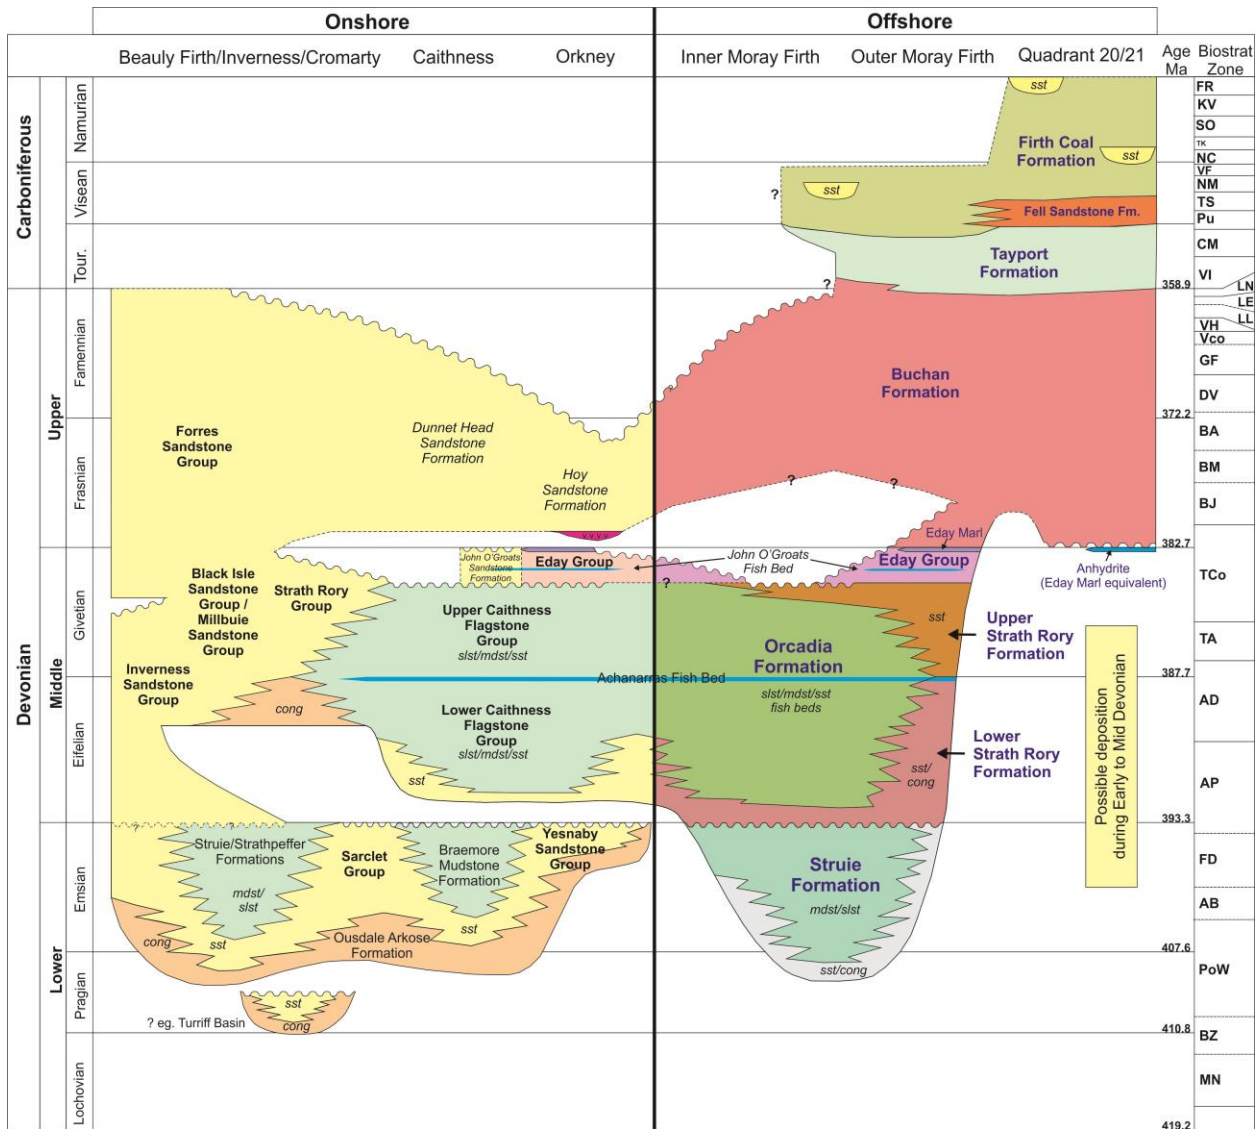 Onshore
Offshore
Beauly Firth/Inverness/Cromarty
Caithness
Orkney
Inner Moray Firth
Outer Moray Firth
Quadrant 20/21
Age
Ma
Biostrat
Zone
Carboniferous
Namurian
Visean
Tour.
Devonian
Upper
Famennian
Frasnian
Middle
Givetian
Eifelian
Lower
Emsian
Pragian
Lochovian
sst
Firth Coal
Formation
sst
sst
?
Fell Sandstone Fm.
Tayport
Formation
?
Buchan
Formation
?
Forres
Sandstone
Group
Dunnet Head
Sandstone
Formation
Hoy
Sandstone
Formation
v v v v
?
?
Eday Marl
John O'Groats
Sandstone
Formation
Eday Group
John O'Groats
Fish Bed
Eday Group
Anhydrite
(Eday Marl equivalent)
?
Black Isle
Sandstone
Group /
Millbuie
Sandstone
Group
Strath Rory
Group
Upper Caithness
Flagstone
Group
slst/mdst/sst
Orcadia
Formation
sst
Upper
Strath Rory
Formation
Inverness
Sandstone
Group
Achanarras Fish Bed
slst/mdst/sst
fish beds
cong
Lower Caithness
Flagstone
Group
slst/mdst/sst
sst
sst/
cong
Lower
Strath Rory
Formation
Possible deposition
during Early to Mid Devonian
?
?
Struie/Strathpeffer
Formations
mdst/
slst
Sarclet
Group
Braemore
Mudstone
Formation
Yesnaby
Sandstone
Group
Struie
Formation
mdst/slst
cong
sst
Ousdale Arkose
Formation
sst
sst/cong
sst
cong
? eg. Turriff Basin
358.9
372.2
382.7
387.7
393.3
407.6
410.8
419.2
FR
KV
SO
TK
NC
VF
NM
TS
Pu
CM
VI
LN
LE
LL
VH
Vco
GF
DV
BA
BM
BJ
TCo
TA
AD
AP
FD
AB
PoW
BZ
MN